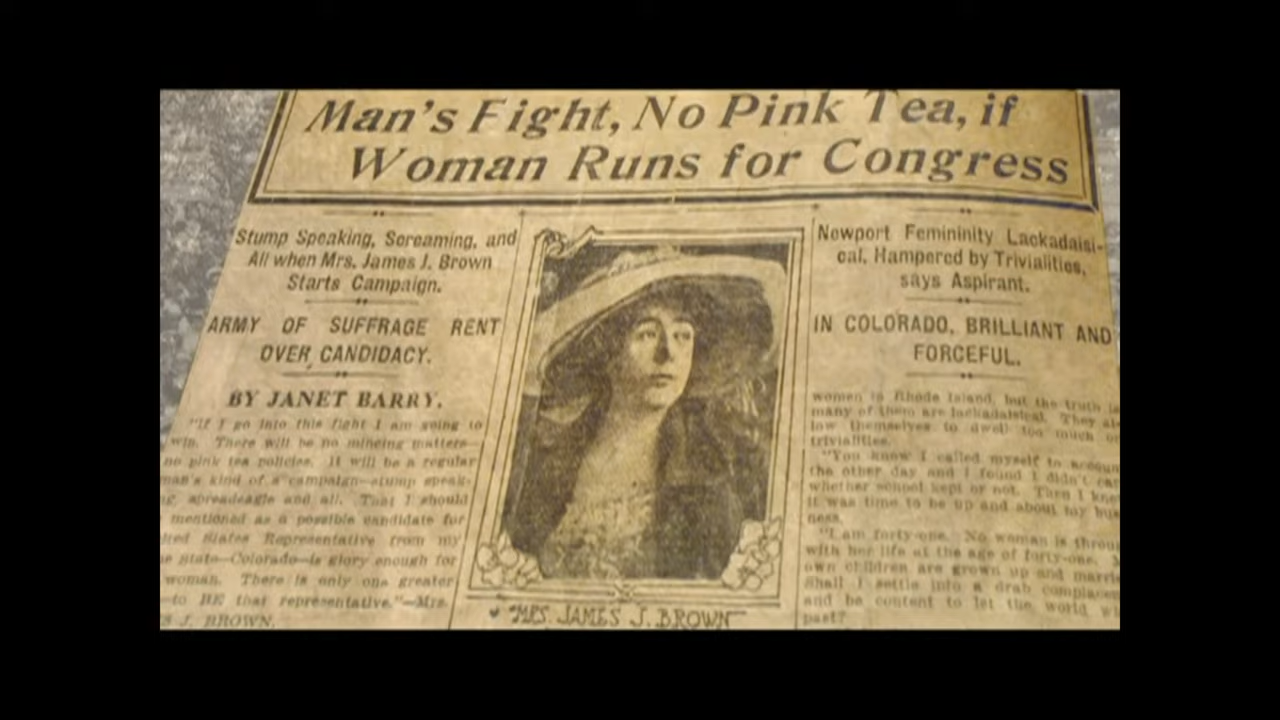 Man's Fight, No Pink Tea, if
Woman Runs for Congress
Stump Speaking, Screaming, and
All when Mrs. James J. Brown
Starts Campaign.
ARMY OF SUFFRAGE RENT
OVER CANDIDACY.
BY JANET BARRY.
"If I go into this fight I am going to
win. There will be no mincing matters—
no pink tea policies. It will be a regular
man's kind of a campaign—stump speak-
spreadeagle and all. That I should
mentioned as a possible candidate for
States Representative from my
State—Colorado—is glory enough for
woman. There is only one greater
—to BE that representative."—Mrs.
J. BROWN.
"MRS. JAMES J. BROWN"
Newport Femininity Lackadaisi-
cal, Hampered by Trivialities,
says Aspirant.
IN COLORADO, BRILLIANT AND
FORCEFUL.
women in Rhode Island, but the truth is
many of them are lackadaisical. They al-
low themselves to dwell too much on
trivialities.
"You know I called myself to account
the other day and I found I didn't care
whether school kept or not. Then I knew
it was time to be up and about my busi
ness.
"I am forty-one. No woman is through
with her life at the age of forty-one. M
own children are grown up and married
Shall I settle into a drab complacen
and be content to let the world
past?